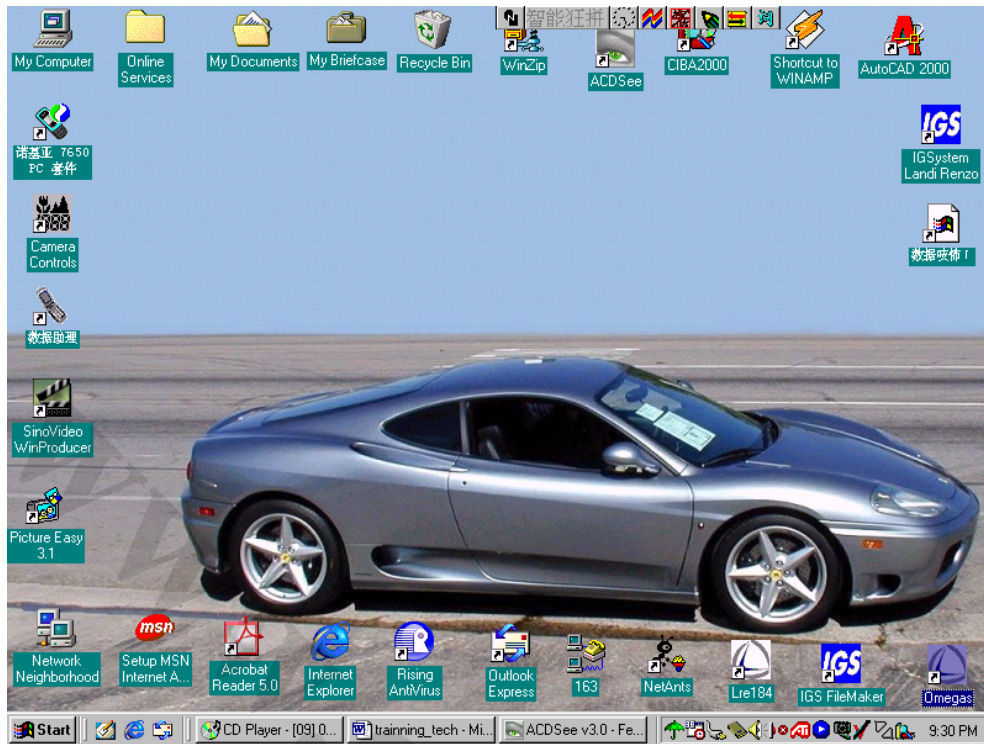 智能狂拼
My Computer
Online
Services
My Documents
My Briefcase
Recycle Bin
WinZip
ACDSee
CIBA2000
Shortcut to
WINAMP
AutoCAD 2000
诺基亚 7650
PC 套件
IGS
IGSystem
Landi Renzo
Camera
Controls
数据助理
SinoVideo
WinProducer
Picture Easy
3.1
Network
Neighborhood
msn
Setup MSN
Internet A...
Acrobat
Reader 5.0
Internet
Explorer
Rising
AntiVirus
Outlook
Express
163
NetAnts
Lre184
IGS
IGS FileMaker
Omegas
Start
CD Player - [09] 0...
trainning_tech - Mi...
ACDSee v3.0 - Fe...
9:30 PM